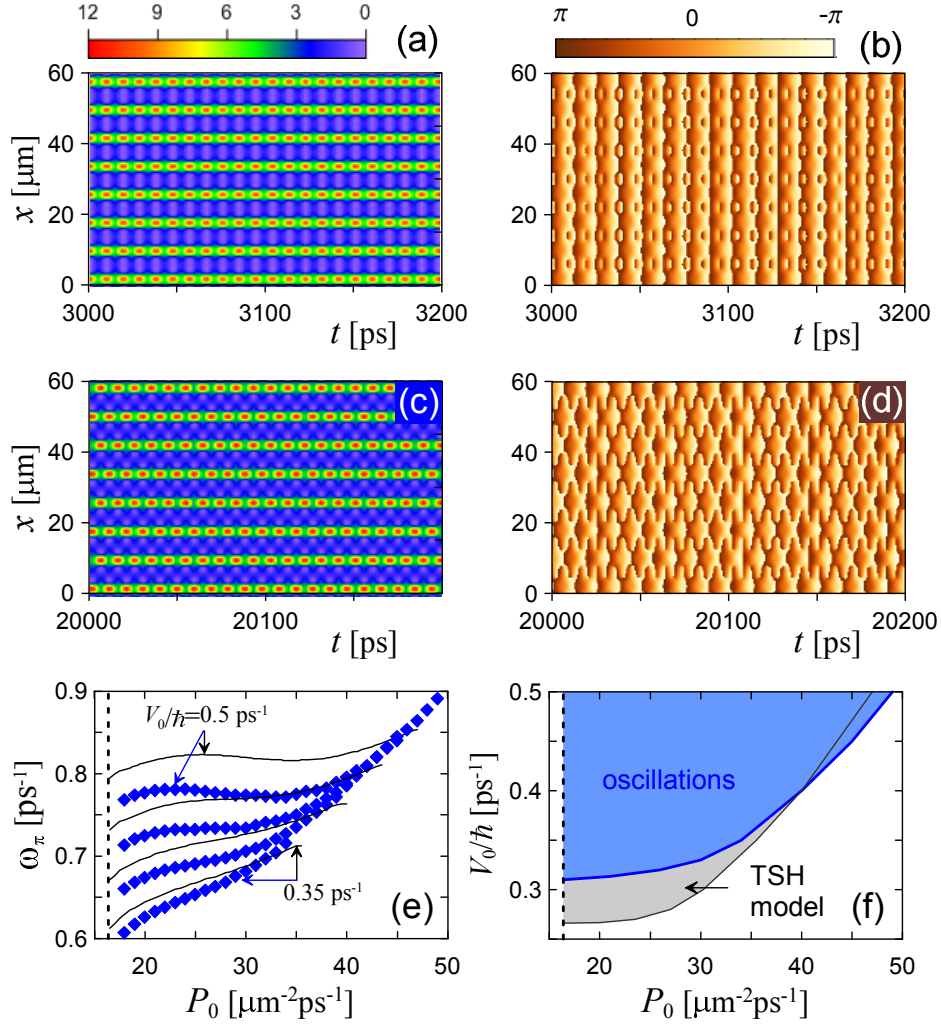 12 9 6 3 0
π 0 -π
(a)
(b)
60
40
20
0
x [µm]
3000 3100 3200
t [ps]
60
40
20
0
x [µm]
3000 3100 3200
t [ps]
(c)
(d)
60
40
20
0
x [µm]
20000 20100
t [ps]
60
40
20
0
x [µm]
20000 20100 20200
t [ps]
0.9
0.8
0.7
0.6
ωπ [ps⁻¹]
V₀/ħ=0.5 ps⁻¹
0.35 ps⁻¹
(e)
20 30 40 50
P₀ [µm⁻²ps⁻¹]
0.5
0.4
0.3
V₀/ħ [ps⁻¹]
oscillations
TSH
model
(f)
20 30 40 50
P₀ [µm⁻²ps⁻¹]